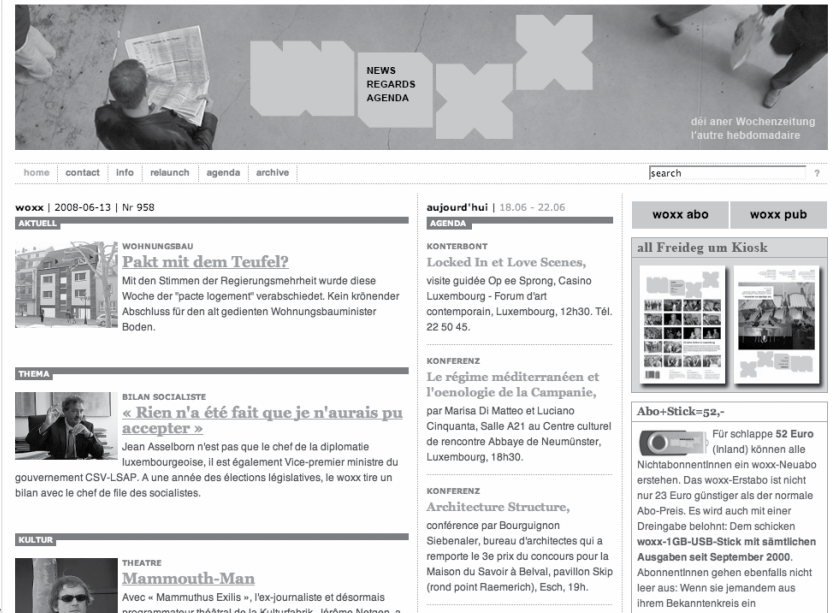 woxx
NEWS
REGARDS
AGENDA
déi aner Wochenzeitung
l'autre hebdomadaire
home
contact
info
relaunch
agenda
archive
search
?
woxx | 2008-06-13 | Nr 958
AKTUELL
WOHNUNGSBAU
Pakt mit dem Teufel?
Mit den Stimmen der Regierungsmehrheit wurde diese
Woche der "pacte logement" verabschiedet. Kein krönender
Abschluss für den alt gedienten Wohnungsbauminister
Boden.
THEMA
BILAN SOCIALISTE
« Rien n'a été fait que je n'aurais pu
accepter »
Jean Asselborn n'est pas que le chef de la diplomatie
luxembourgeoise, il est également Vice-premier ministre du
gouvernement CSV-LSAP. A une année des élections législatives, le woxx tire un
bilan avec le chef de file des socialistes.
KULTUR
THEATRE
Mammouth-Man
Avec « Mammuthus Exilis », l'ex-journaliste et désormais
programmateur théâtral de la Kulturfabrik, Jérôme Netgen, a
aujourd'hui | 18.06 - 22.06
AGENDA
KONTERBONT
Locked In et Love Scenes,
visite guidée Op ee Sprong, Casino
Luxembourg - Forum d'art
contemporain, Luxembourg, 12h30. Tél.
22 50 45.
KONFERENZ
Le régime méditerranéen et
l'oenologie de la Campanie,
par Marisa Di Matteo et Luciano
Cinquanta, Salle A21 au Centre culturel
de rencontre Abbaye de Neumünster,
Luxembourg, 18h30.
KONFERENZ
Architecture Structure,
conférence par Bourguignon
Siebenaler, bureau d'architectes qui a
remporte le 3e prix du concours pour la
Maison du Savoir à Belval, pavillon Skip
(rond point Raemerich), Esch, 19h.
woxx abo
woxx pub
all Freideg um Kiosk
Abo+Stick=52,-
Für schlappe 52 Euro
(Inland) können alle
NichtabonnentInnen ein woxx-Neuabo
erstehen. Das woxx-Erstabo ist nicht
nur 23 Euro günstiger als der normale
Abo-Preis. Es wird auch mit einer
Dreingabe belohnt: Dem schicken
woxx-1GB-USB-Stick mit sämtlichen
Ausgaben seit September 2000.
AbonnentInnen gehen ebenfalls nicht
leer aus: Wenn sie jemandem aus
ihrem Bekanntenkreis ein